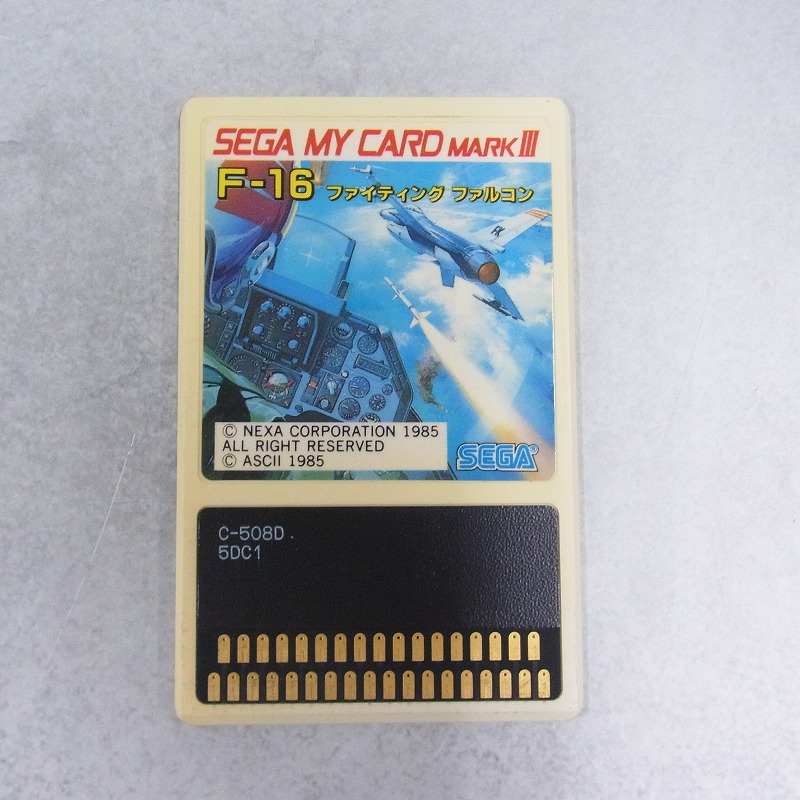 SEGA MY CARD MARK III
F-16 ファイティング ファルコン
FK
© NEXA CORPORATION 1985
ALL RIGHT RESERVED
© ASCII 1985
SEGA®
C-508D
5DC1